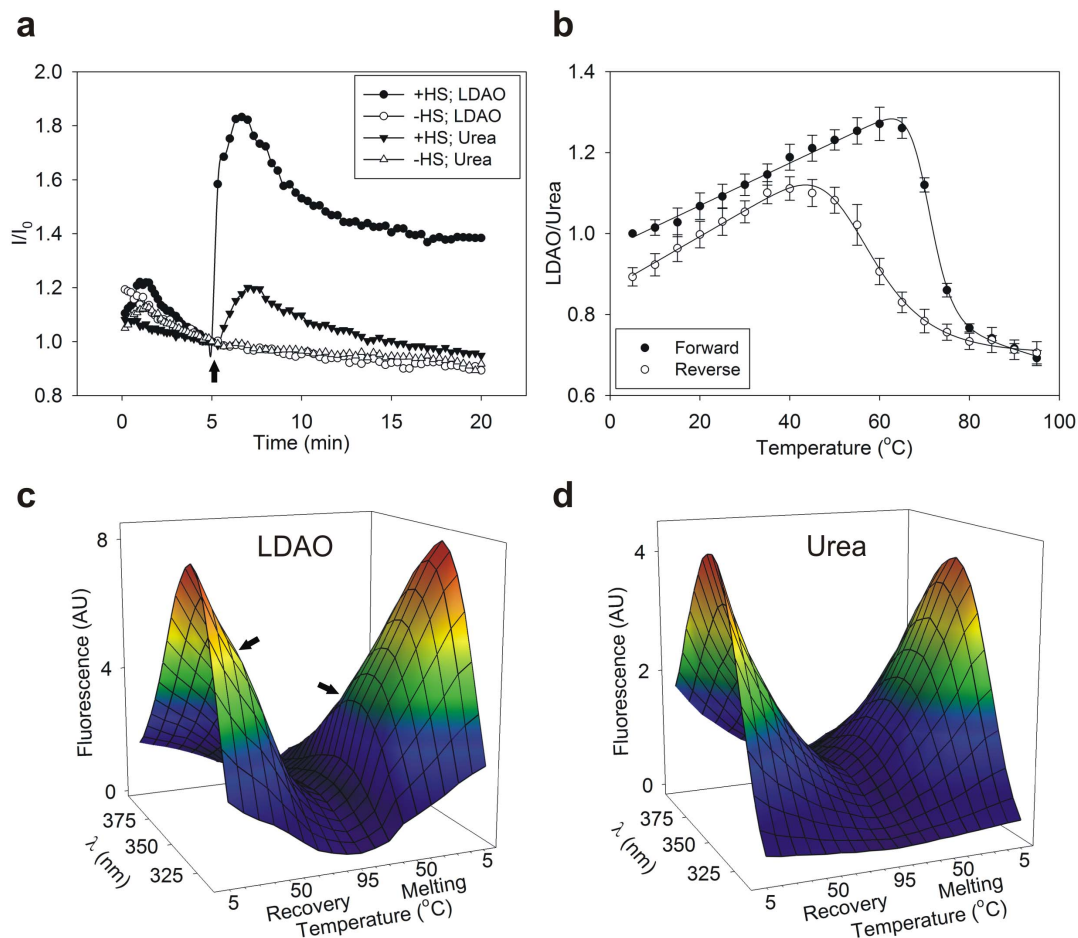 a
2.0
1.8
1.6
1.4
1.2
1.0
0.8
I/I0
0 5 10 15 20
Time (min)
+HS; LDAO
-HS; LDAO
+HS; Urea
-HS; Urea
b
1.4
1.2
1.0
0.8
0.6
LDAO/Urea
0 20 40 60 80 100
Temperature (°C)
Forward
Reverse
c
LDAO
8
4
0
Fluorescence (AU)
375
350
325
λ (nm)
5 50 95 50 5
Recovery Melting
Temperature (°C)
d
Urea
4
2
0
Fluorescence (AU)
375
350
325
λ (nm)
5 50 95 50 5
Recovery Melting
Temperature (°C)